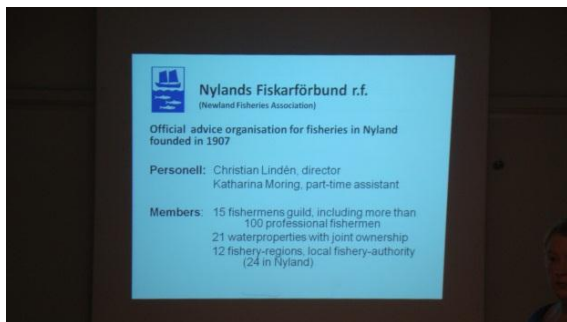 Nylands Fiskarförbund r.f.
(Newland Fisheries Association)
Official advice organisation for fisheries in Nyland
founded in 1907
Personell: Christian Lindén, director
Katharina Moring, part-time assistant
Members: 15 fishermens guild, including more than
100 professional fishermen
21 waterproperties with joint ownership
12 fishery-regions, local fishery-authority
(24 in Nyland)